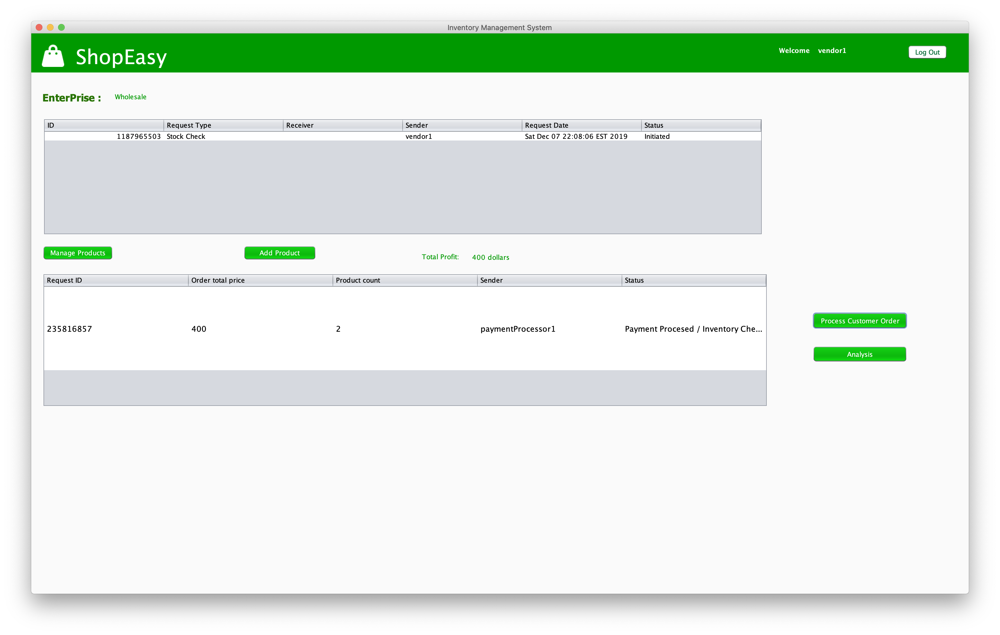 Inventory Management System
ShopEasy
Welcome vendor1
Log Out
EnterPrise : Wholesale
ID Request Type Receiver Sender Request Date Status
1187965503 Stock Check vendor1 Sat Dec 07 22:08:06 EST 2019 Initiated
Manage Products Add Product Total Profit: 400 dollars
Request ID Order total price Product count Sender Status
235816857 400 2 paymentProcessor1 Payment Procesed / Inventory Che...
Process Customer Order
Analysis